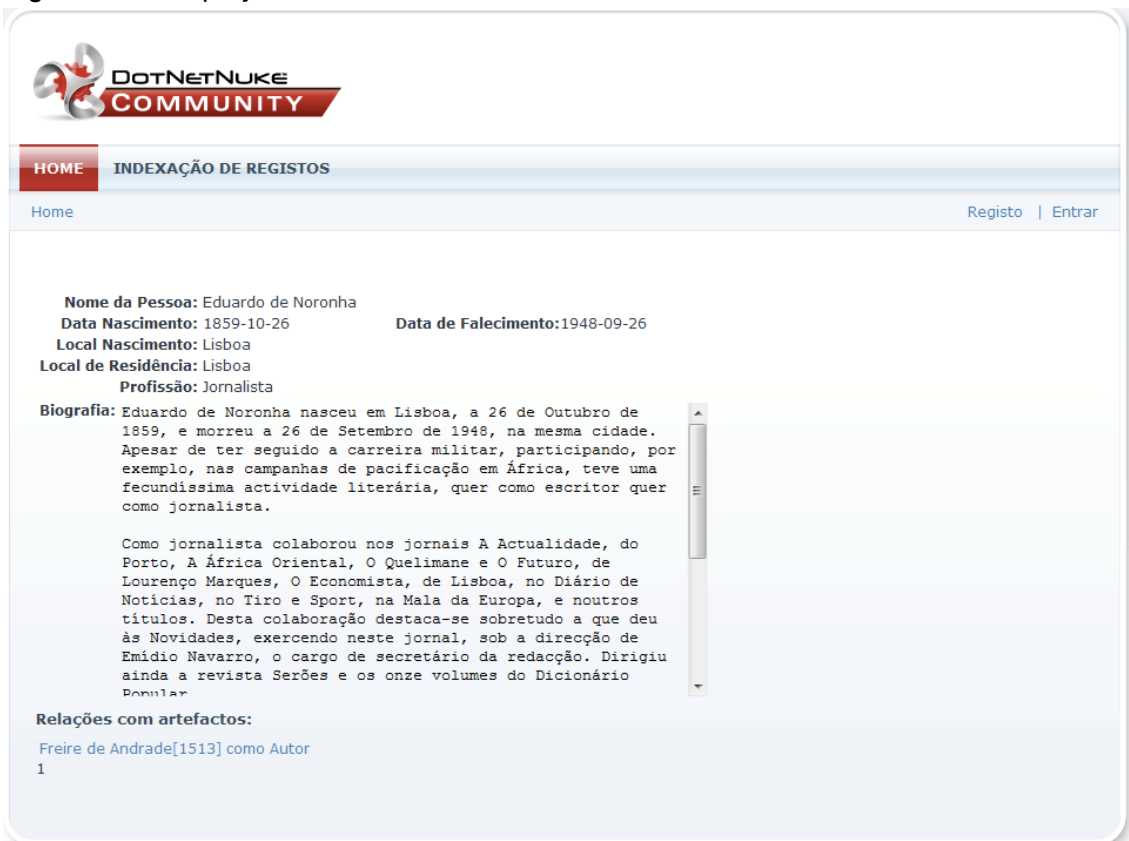 DotNetNuke
COMMUNITY
HOME INDEXAÇÃO DE REGISTOS
Home Registo | Entrar
Nome da Pessoa: Eduardo de Noronha
Data Nascimento: 1859-10-26 Data de Falecimento:1948-09-26
Local Nascimento: Lisboa
Local de Residência: Lisboa
Profissão: Jornalista
Biografia: Eduardo de Noronha nasceu em Lisboa, a 26 de Outubro de
1859, e morreu a 26 de Setembro de 1948, na mesma cidade.
Apesar de ter seguido a carreira militar, participando, por
exemplo, nas campanhas de pacificação em África, teve uma
fecundíssima actividade literária, quer como escritor quer
como jornalista.
Como jornalista colaborou nos jornais A Actualidade, do
Porto, A África Oriental, O Quelimane e O Futuro, de
Lourenço Marques, O Economista, de Lisboa, no Diário de
Notícias, no Tiro e Sport, na Mala da Europa, e noutros
títulos. Desta colaboração destaca-se sobretudo a que deu
às Novidades, exercendo neste jornal, sob a direcção de
Emídio Navarro, o cargo de secretário da redacção. Dirigiu
ainda a revista Serões e os onze volumes do Dicionário
Popular
Relações com artefactos:
Freire de Andrade[1513] como Autor
1